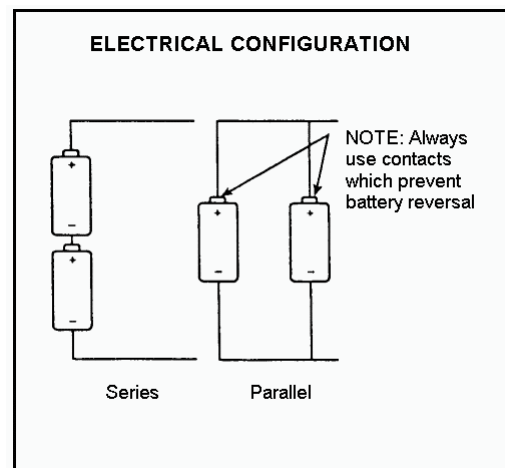 ELECTRICAL CONFIGURATION
NOTE: Always
use contacts
which prevent
battery reversal
+
−
+
−
+
−
+
−
Series
Parallel